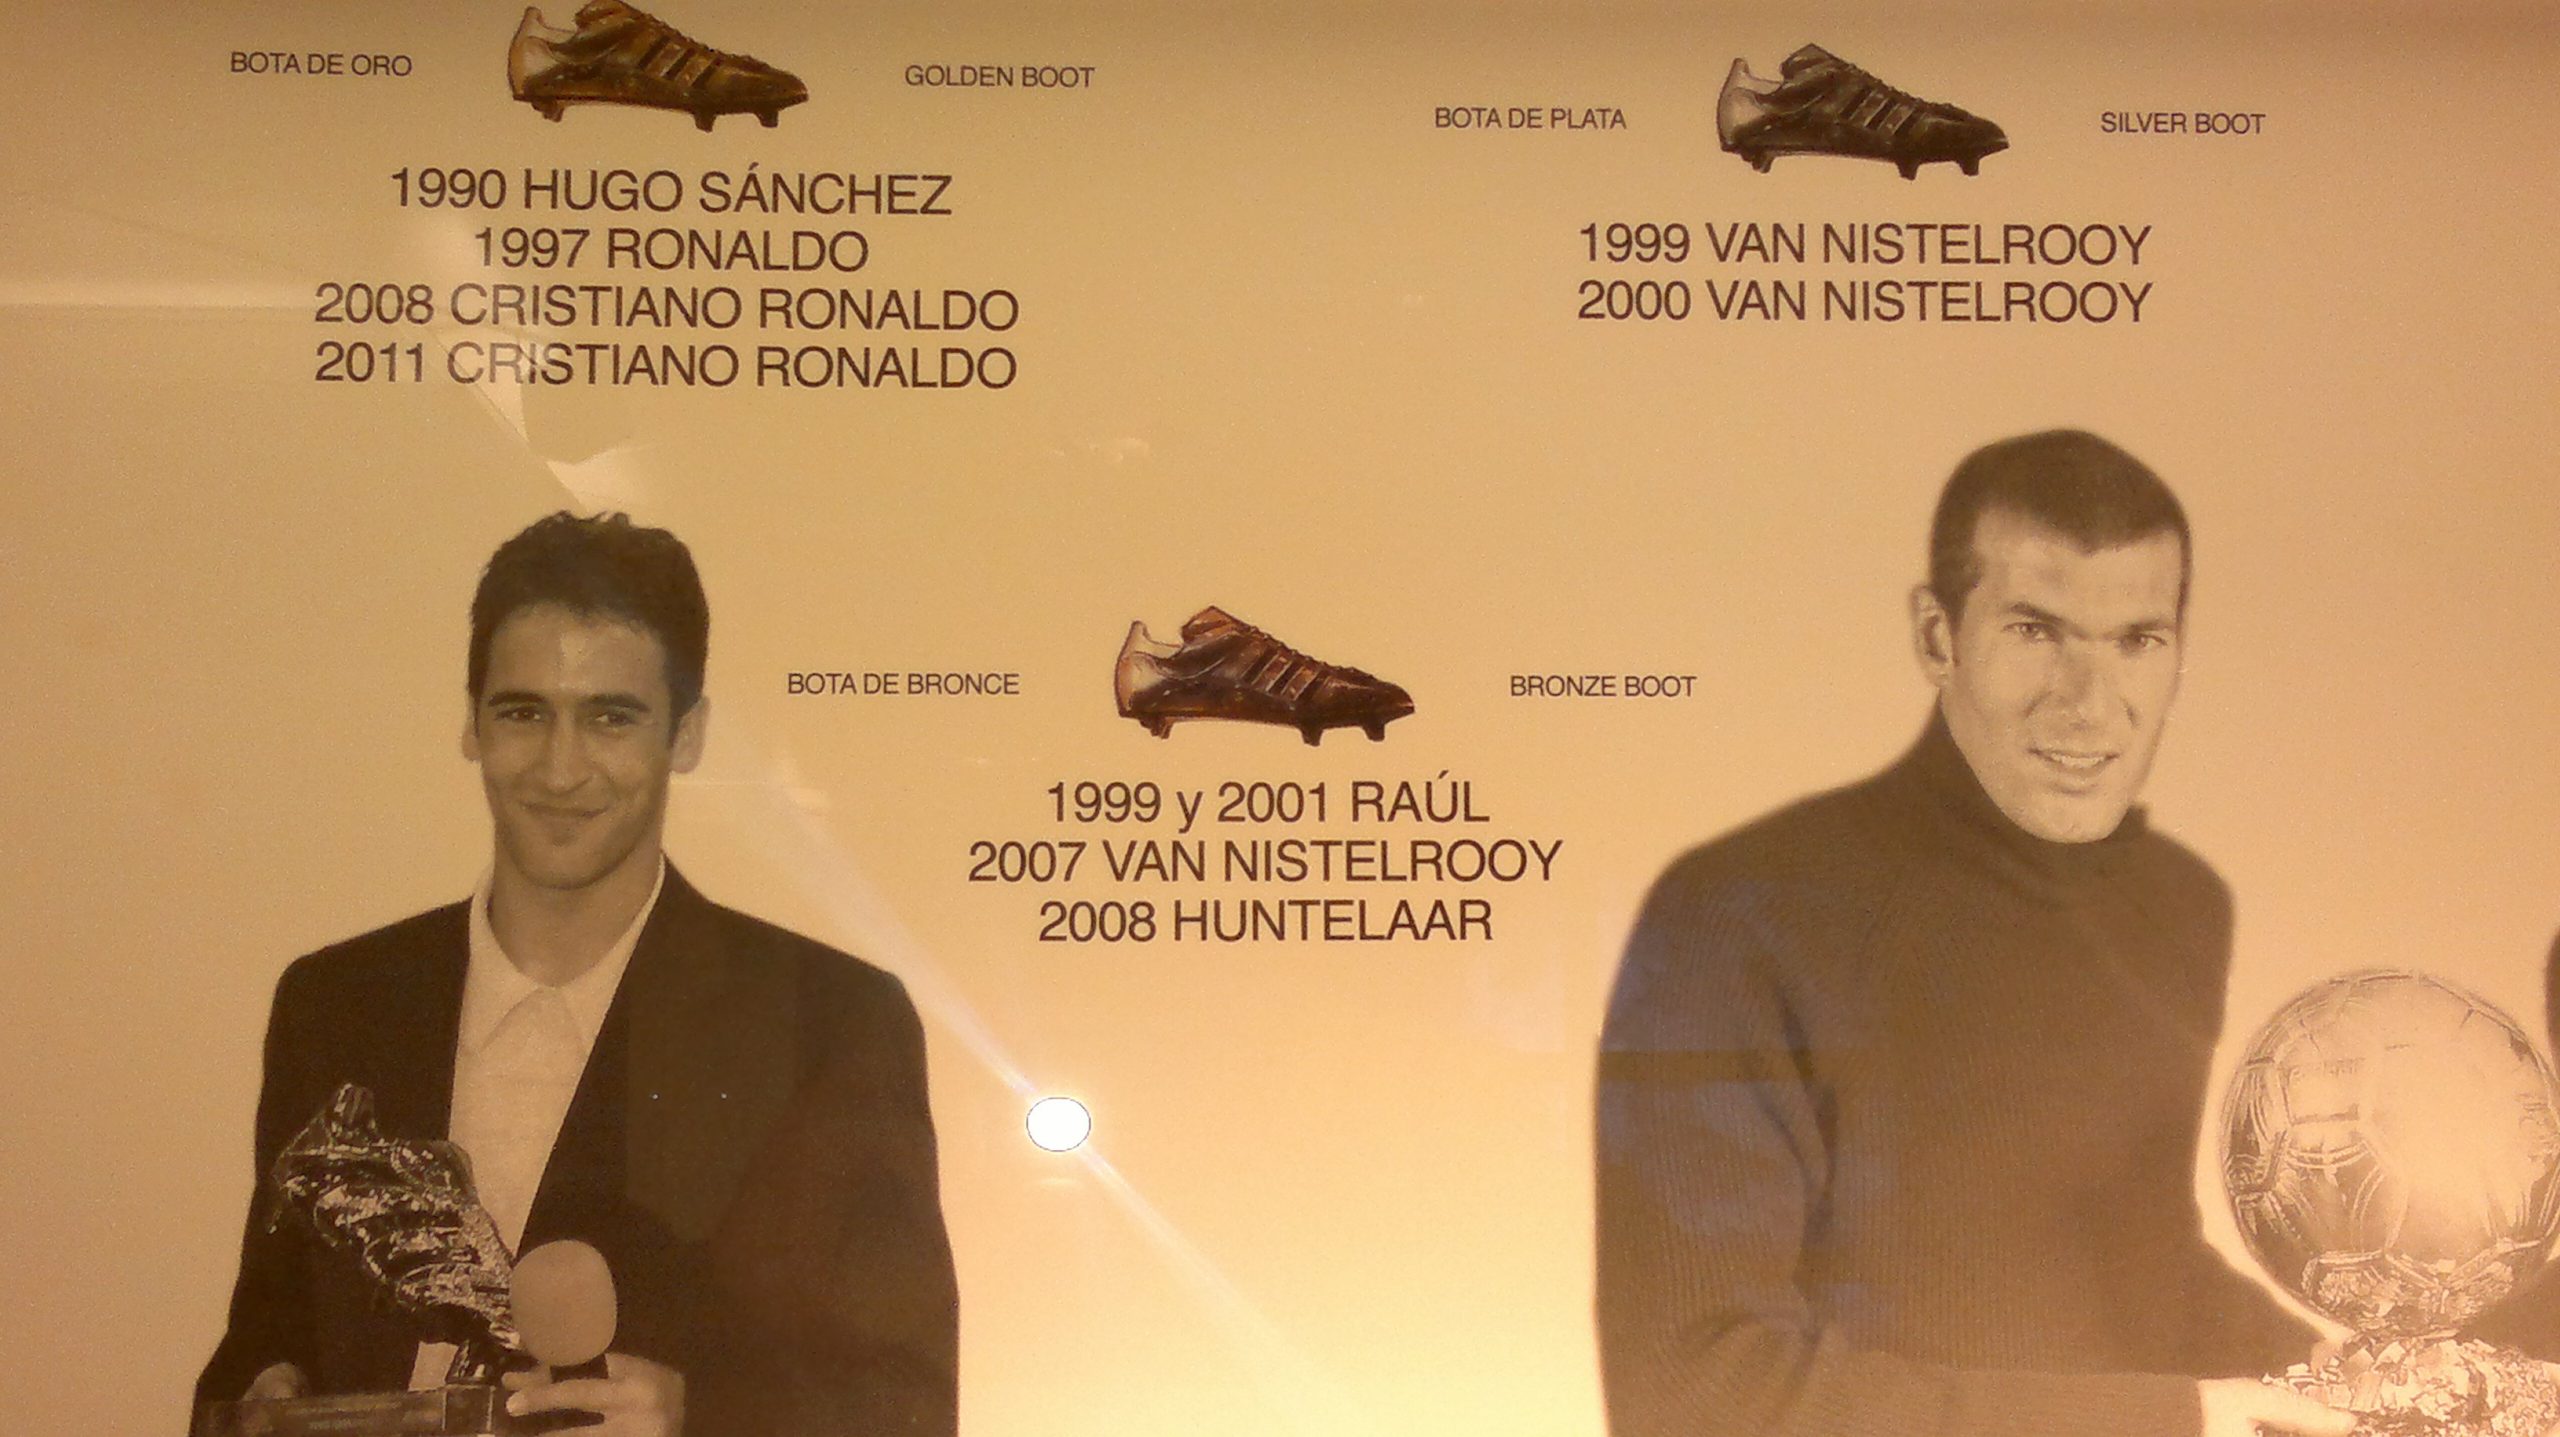 BOTA DE ORO
GOLDEN BOOT
1990 HUGO SÁNCHEZ
1997 RONALDO
2008 CRISTIANO RONALDO
2011 CRISTIANO RONALDO
BOTA DE PLATA
SILVER BOOT
1999 VAN NISTELROOY
2000 VAN NISTELROOY
BOTA DE BRONCE
BRONZE BOOT
1999 y 2001 RAÚL
2007 VAN NISTELROOY
2008 HUNTELAAR